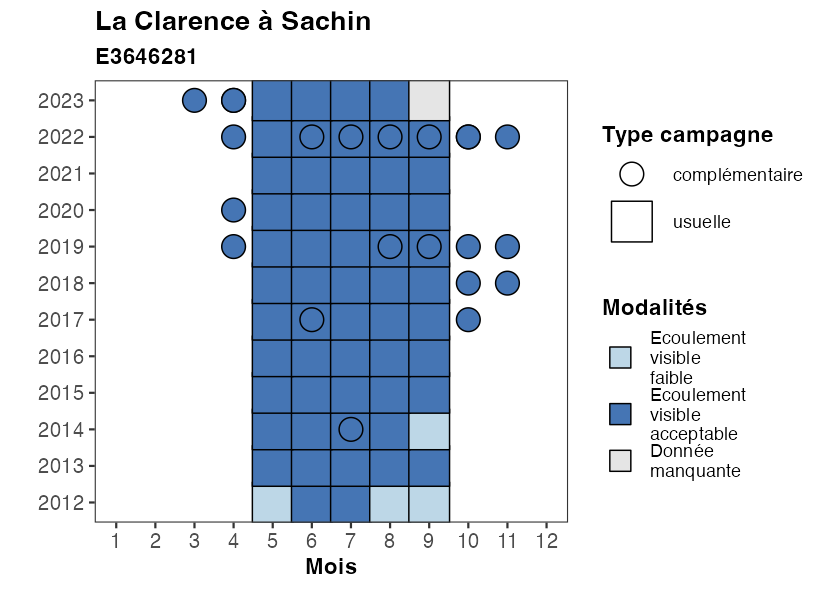 La Clarence à Sachin
E3646281
2023
2022
2021
2020
2019
2018
2017
2016
2015
2014
2013
2012
1 2 3 4 5 6 7 8 9 10 11 12
Mois
Type campagne
complémentaire
usuelle
Modalités
Ecoulement
visible
faible
Ecoulement
visible
acceptable
Donnée
manquante